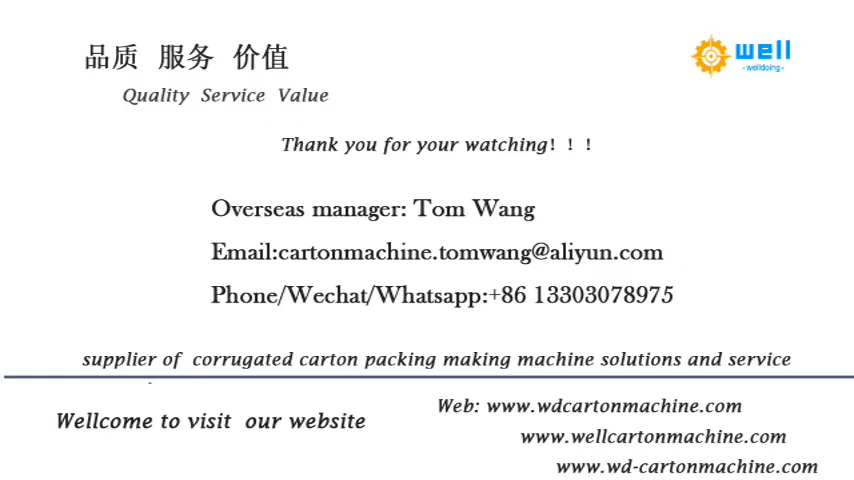 品质 服务 价值
Quality Service Value
well
-welldoing-
Thank you for your watching！！！
Overseas manager: Tom Wang
Email:cartonmachine.tomwang@aliyun.com
Phone/Wechat/Whatsapp:+86 13303078975
supplier of corrugated carton packing making machine solutions and service
Wellcome to visit our website
Web: www.wdcartonmachine.com
www.wellcartonmachine.com
www.wd-cartonmachine.com